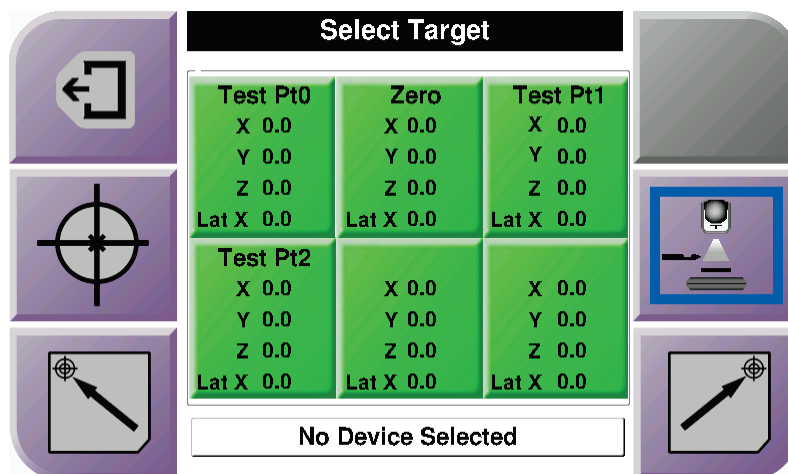 Select Target
Test Pt0 Zero Test Pt1
X 0.0 X 0.0 X 0.0
Y 0.0 Y 0.0 Y 0.0
Z 0.0 Z 0.0 Z 0.0
Lat X 0.0 Lat X 0.0 Lat X 0.0
Test Pt2
X 0.0 X 0.0 X 0.0
Y 0.0 Y 0.0 Y 0.0
Z 0.0 Z 0.0 Z 0.0
Lat X 0.0 Lat X 0.0 Lat X 0.0
No Device Selected